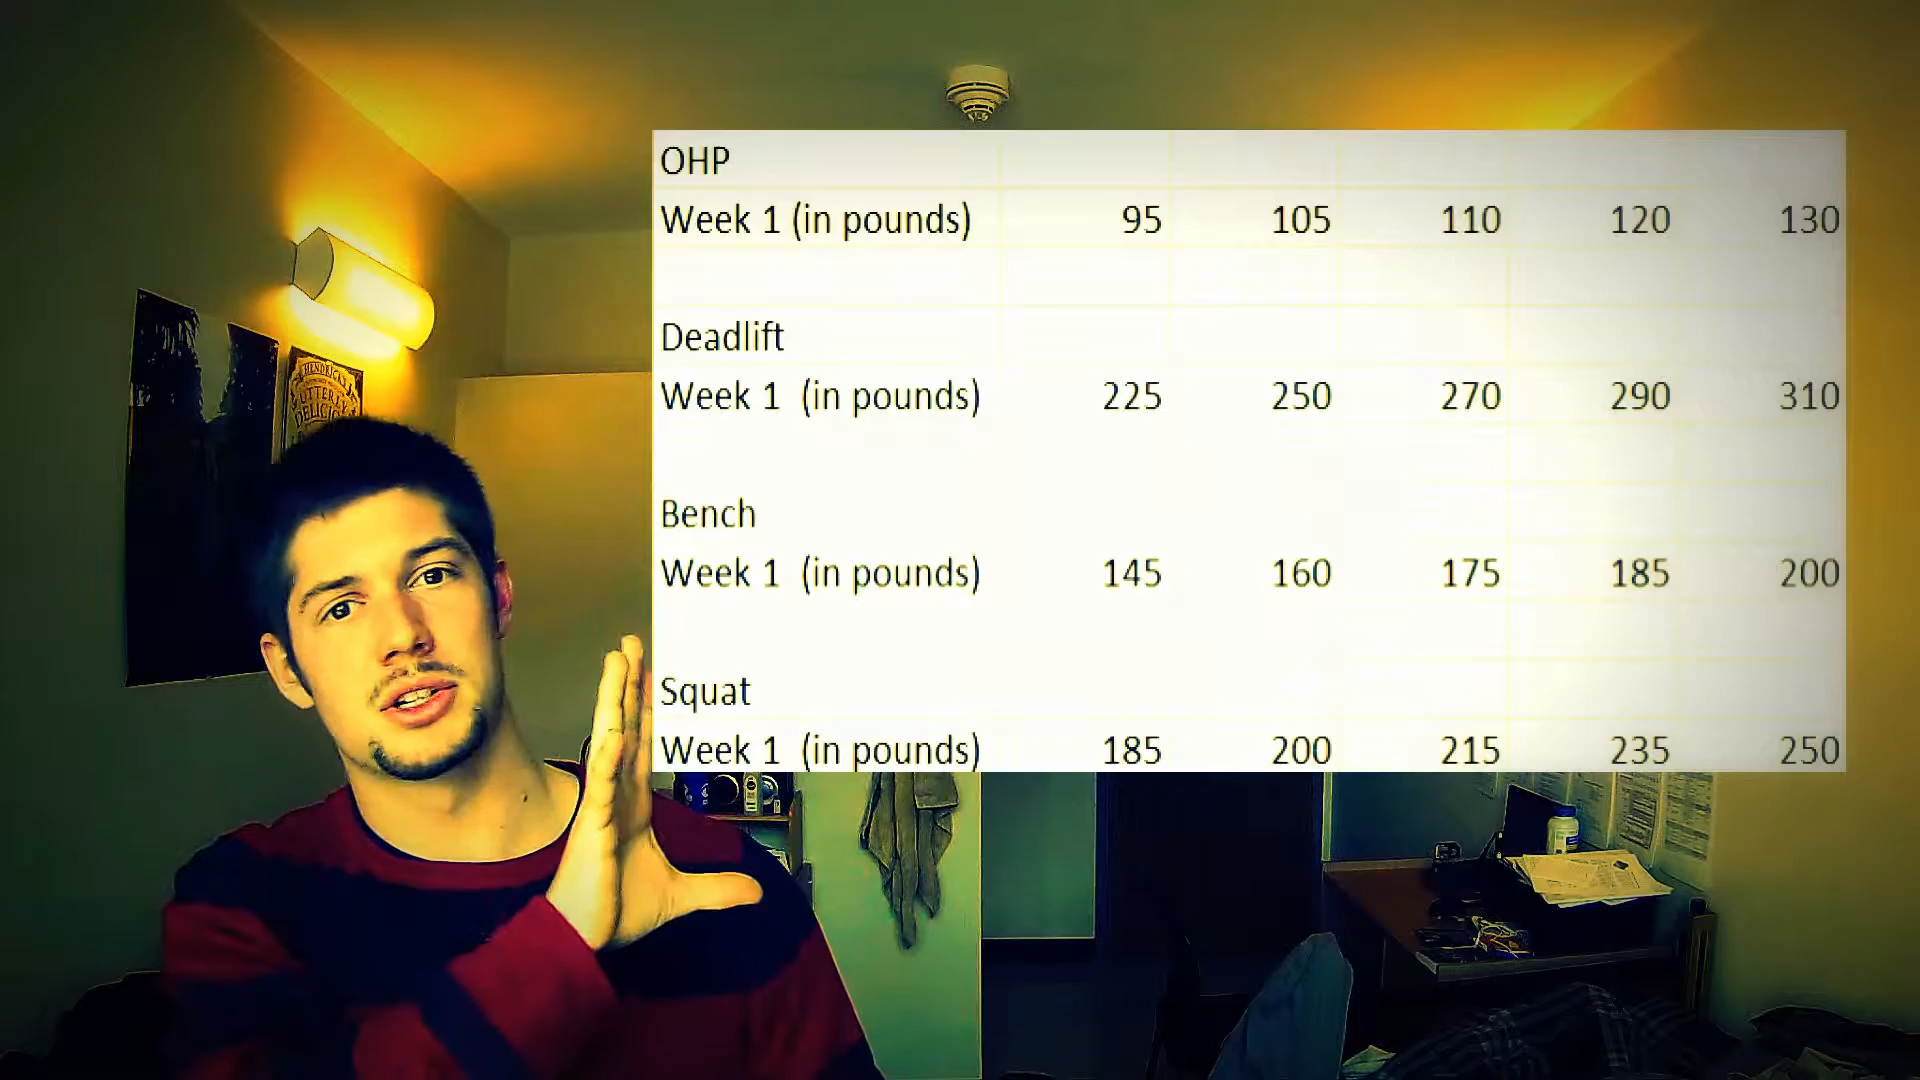 OHP
Week 1 (in pounds) 95 105 110 120 130
Deadlift
Week 1 (in pounds) 225 250 270 290 310
Bench
Week 1 (in pounds) 145 160 175 185 200
Squat
Week 1 (in pounds) 185 200 215 235 250
HENDRICK'S
UTTERLY